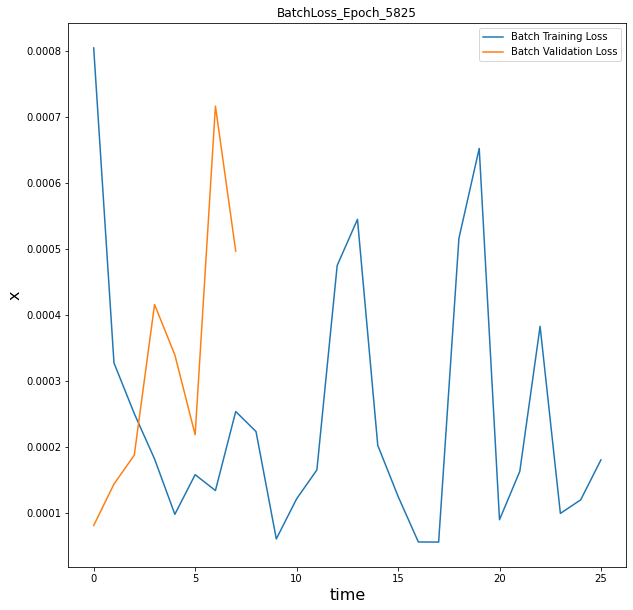 BatchLoss_Epoch_5825
Batch Training Loss
Batch Validation Loss
0.0008
0.0007
0.0006
0.0005
0.0004
0.0003
0.0002
0.0001
x
0 5 10 15 20 25
time